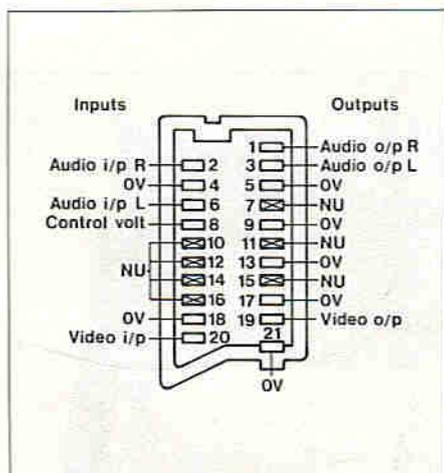 Inputs Outputs
1 Audio o/p R
Audio i/p R 2 3 Audio o/p L
0V 4 5 0V
Audio i/p L 6 7 NU
Control volt 8 9 0V
10 11 NU
12 13 0V
NU 14 15 NU
16 17 0V
0V 18 19 Video o/p
Video i/p 20 21
0V